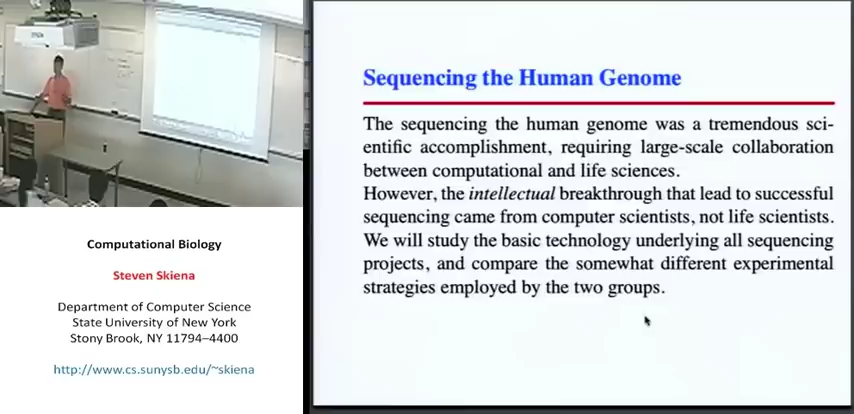 Computational Biology
Steven Skiena
Department of Computer Science
State University of New York
Stony Brook, NY 11794–4400
http://www.cs.sunysb.edu/~skiena
Sequencing the Human Genome
The sequencing the human genome was a tremendous sci-
entific accomplishment, requiring large-scale collaboration
between computational and life sciences.
However, the intellectual breakthrough that lead to successful
sequencing came from computer scientists, not life scientists.
We will study the basic technology underlying all sequencing
projects, and compare the somewhat different experimental
strategies employed by the two groups.